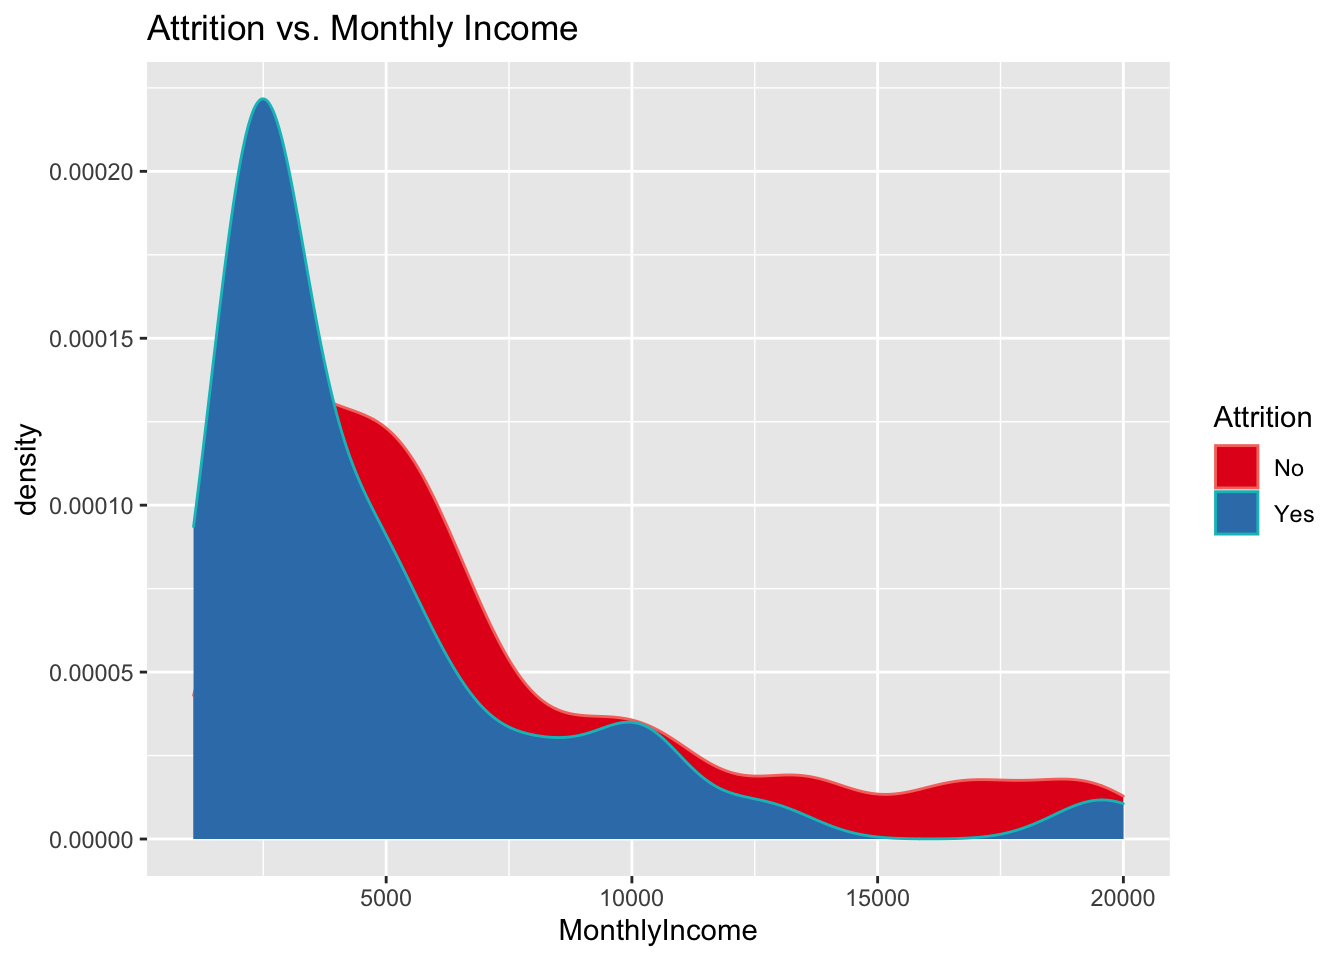 Attrition vs. Monthly Income
density
0.00020
0.00015
0.00010
0.00005
0.00000
5000 10000 15000 20000
MonthlyIncome
Attrition
No
Yes